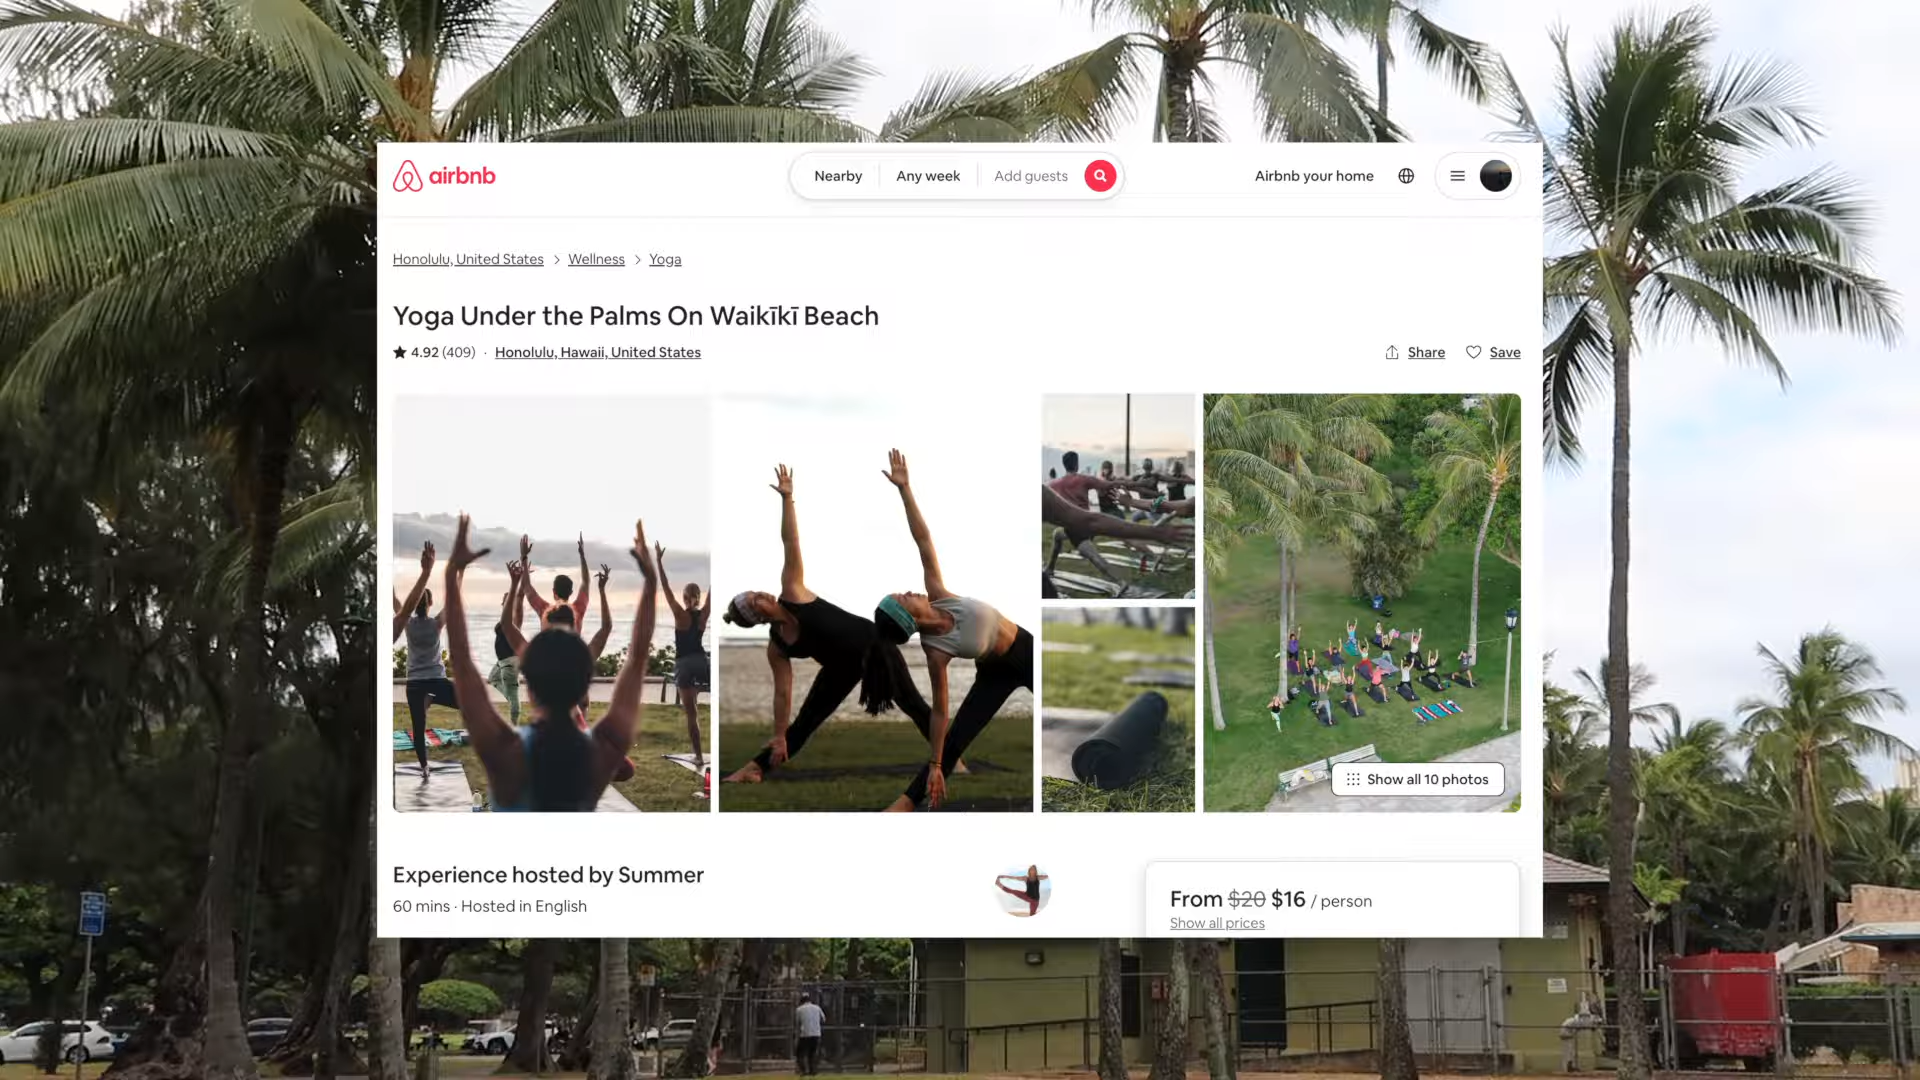 airbnb
Nearby Any week Add guests
Airbnb your home
Honolulu, United States > Wellness > Yoga
Yoga Under the Palms On Waikīkī Beach
4.92 (409) · Honolulu, Hawaii, United States
Share Save
Show all 10 photos
Experience hosted by Summer
60 mins · Hosted in English
From $20 $16 / person
Show all prices